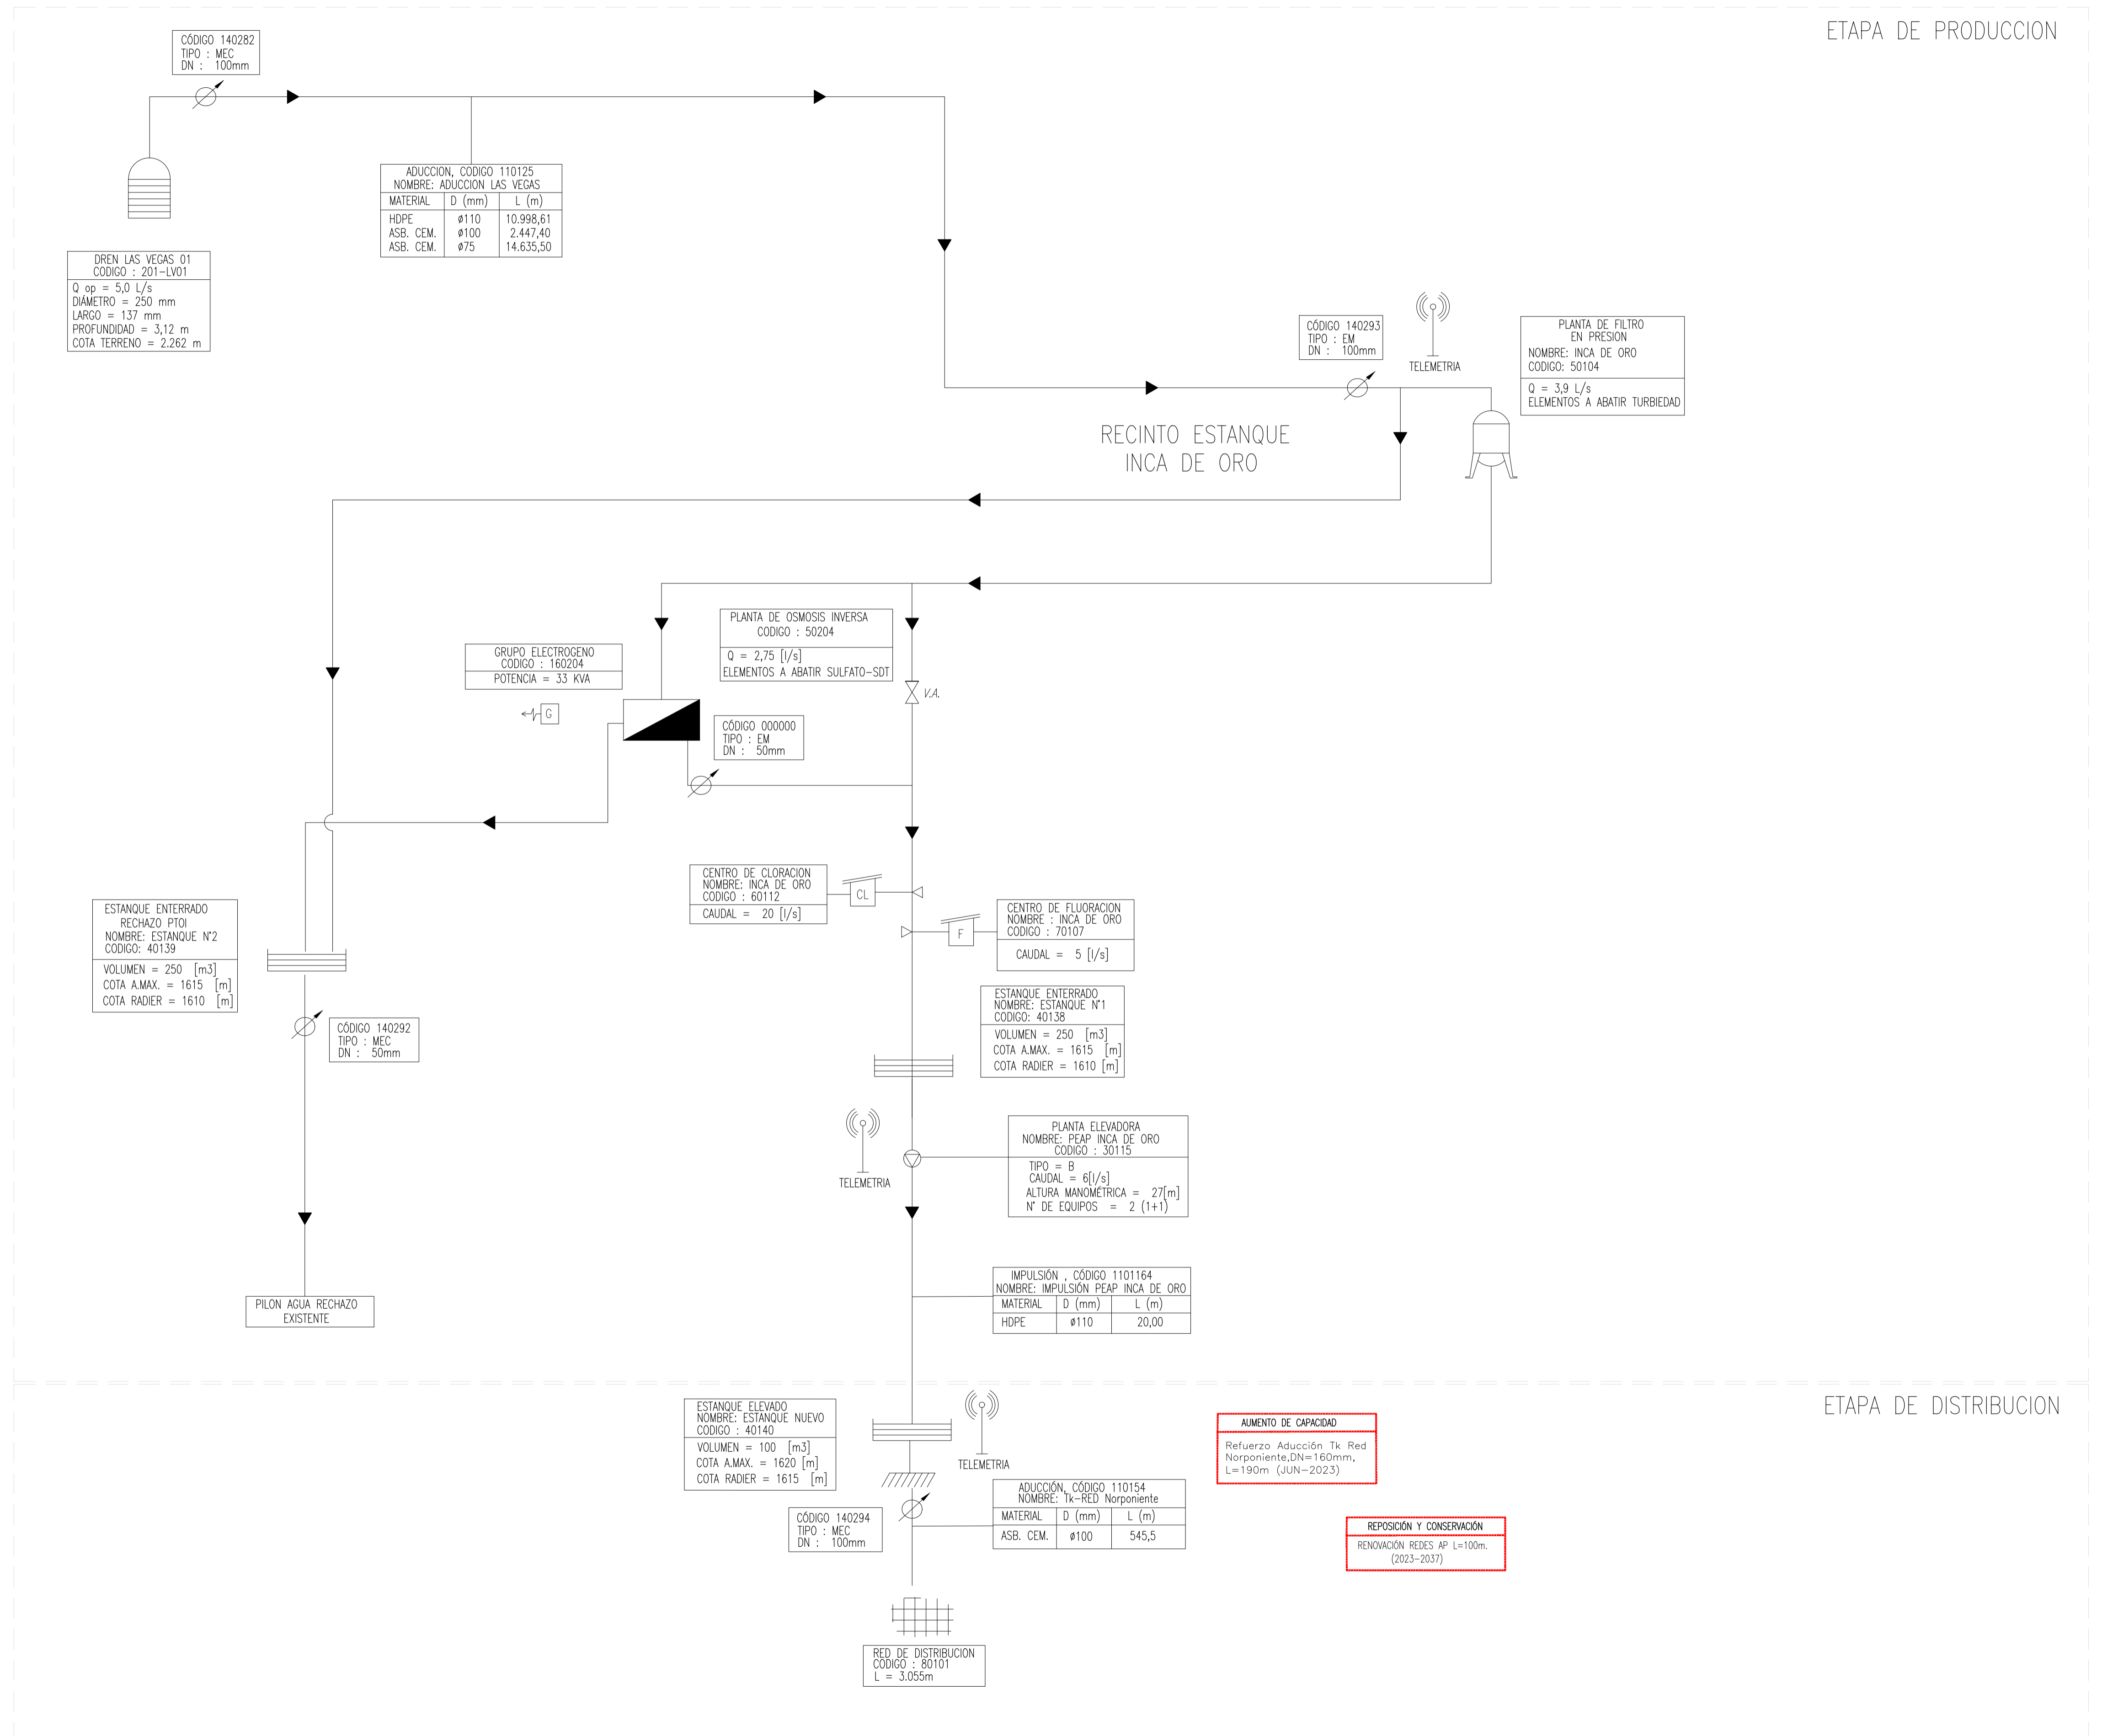 ETAPA DE PRODUCCION
CÓDIGO 140282
TIPO : MEC
DN : 100mm
ADUCCION, CODIGO 110125
NOMBRE: ADUCCION LAS VEGAS
MATERIAL D (mm) L (m)
HDPE ø110 10.998,61
ASB. CEM. ø100 2.447,40
ASB. CEM. ø75 14.635,50
DREN LAS VEGAS 01
CODIGO : 201-LV01
Q op = 5,0 L/s
DIÁMETRO = 250 mm
LARGO = 137 mm
PROFUNDIDAD = 3,12 m
COTA TERRENO = 2.262 m
CÓDIGO 140293
TIPO : EM
DN : 100mm
TELEMETRIA
PLANTA DE FILTRO
EN PRESION
NOMBRE: INCA DE ORO
CODIGO: 50104
Q = 3,9 L/s
ELEMENTOS A ABATIR TURBIEDAD
RECINTO ESTANQUE
INCA DE ORO
PLANTA DE OSMOSIS INVERSA
CODIGO : 50204
Q = 2,75 [l/s]
ELEMENTOS A ABATIR SULFATO-SDT
GRUPO ELECTROGENO
CODIGO : 160204
POTENCIA = 33 KVA
G
V.A.
CÓDIGO 000000
TIPO : EM
DN : 50mm
CENTRO DE CLORACION
NOMBRE: INCA DE ORO
CODIGO : 60112
CAUDAL = 20 [l/s]
CL
CENTRO DE FLUORACION
NOMBRE : INCA DE ORO
CODIGO : 70107
CAUDAL = 5 [l/s]
F
ESTANQUE ENTERRADO
RECHAZO PTOI
NOMBRE: ESTANQUE N°2
CODIGO: 40139
VOLUMEN = 250 [m3]
COTA A.MAX. = 1615 [m]
COTA RADIER = 1610 [m]
CÓDIGO 140292
TIPO : MEC
DN : 50mm
ESTANQUE ENTERRADO
NOMBRE: ESTANQUE N°1
CODIGO: 40138
VOLUMEN = 250 [m3]
COTA A.MAX. = 1615 [m]
COTA RADIER = 1610 [m]
TELEMETRIA
PLANTA ELEVADORA
NOMBRE: PEAP INCA DE ORO
CODIGO : 30115
TIPO = B
CAUDAL = 6[l/s]
ALTURA MANOMÉTRICA = 27[m]
N° DE EQUIPOS = 2 (1+1)
IMPULSIÓN , CÓDIGO 1101164
NOMBRE: IMPULSIÓN PEAP INCA DE ORO
MATERIAL D (mm) L (m)
HDPE ø110 20,00
PILON AGUA RECHAZO
EXISTENTE
ETAPA DE DISTRIBUCION
ESTANQUE ELEVADO
NOMBRE: ESTANQUE NUEVO
CODIGO : 40140
VOLUMEN = 100 [m3]
COTA A.MAX. = 1620 [m]
COTA RADIER = 1615 [m]
TELEMETRIA
AUMENTO DE CAPACIDAD
Refuerzo Aducción Tk Red
Norponiente,DN=160mm,
L=190m (JUN-2023)
ADUCCIÓN, CÓDIGO 110154
NOMBRE: Tk-RED Norponiente
MATERIAL D (mm) L (m)
ASB. CEM. ø100 545,5
CÓDIGO 140294
TIPO : MEC
DN : 100mm
REPOSICIÓN Y CONSERVACIÓN
RENOVACIÓN REDES AP L=100m.
(2023-2037)
RED DE DISTRIBUCION
CODIGO : 80101
L = 3.055m